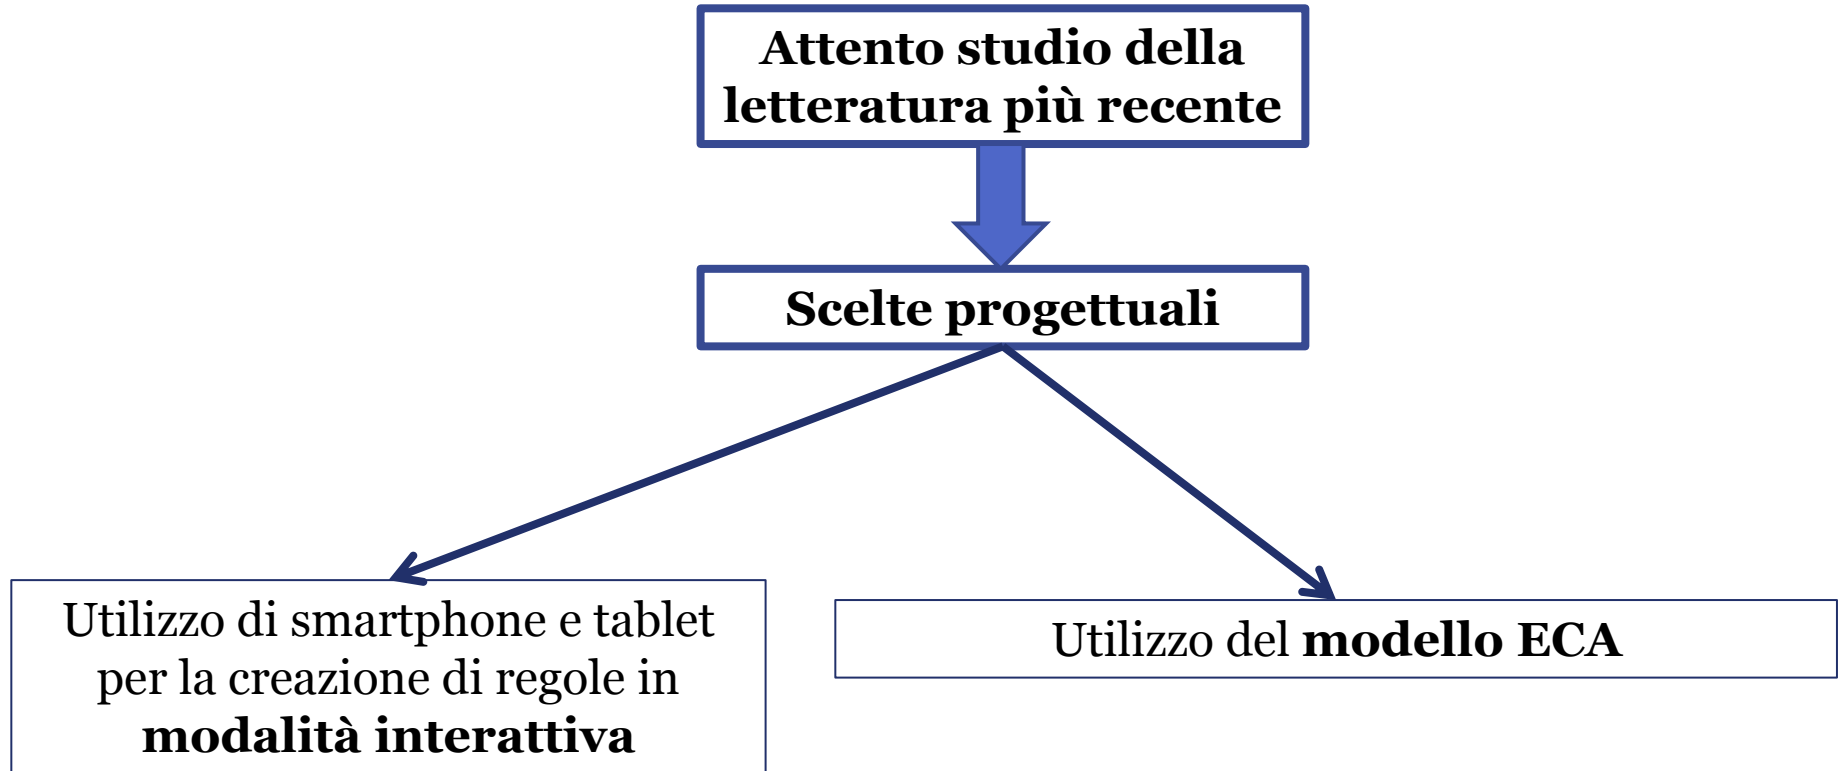 Attento studio della
letteratura più recente
Scelte progettuali
Utilizzo di smartphone e tablet
per la creazione di regole in
modalità interattiva
Utilizzo del modello ECA